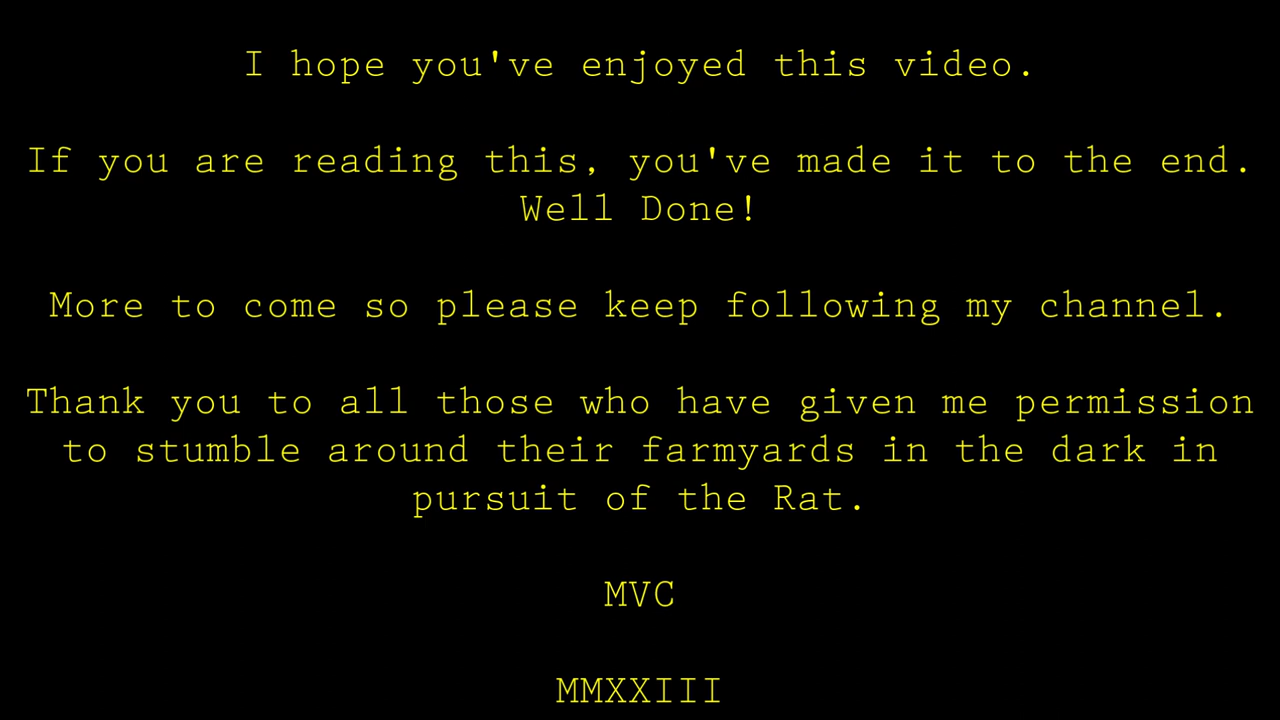 I hope you've enjoyed this video.
If you are reading this, you've made it to the end.
Well Done!
More to come so please keep following my channel.
Thank you to all those who have given me permission
to stumble around their farmyards in the dark in
pursuit of the Rat.
MVC
MMXXIII